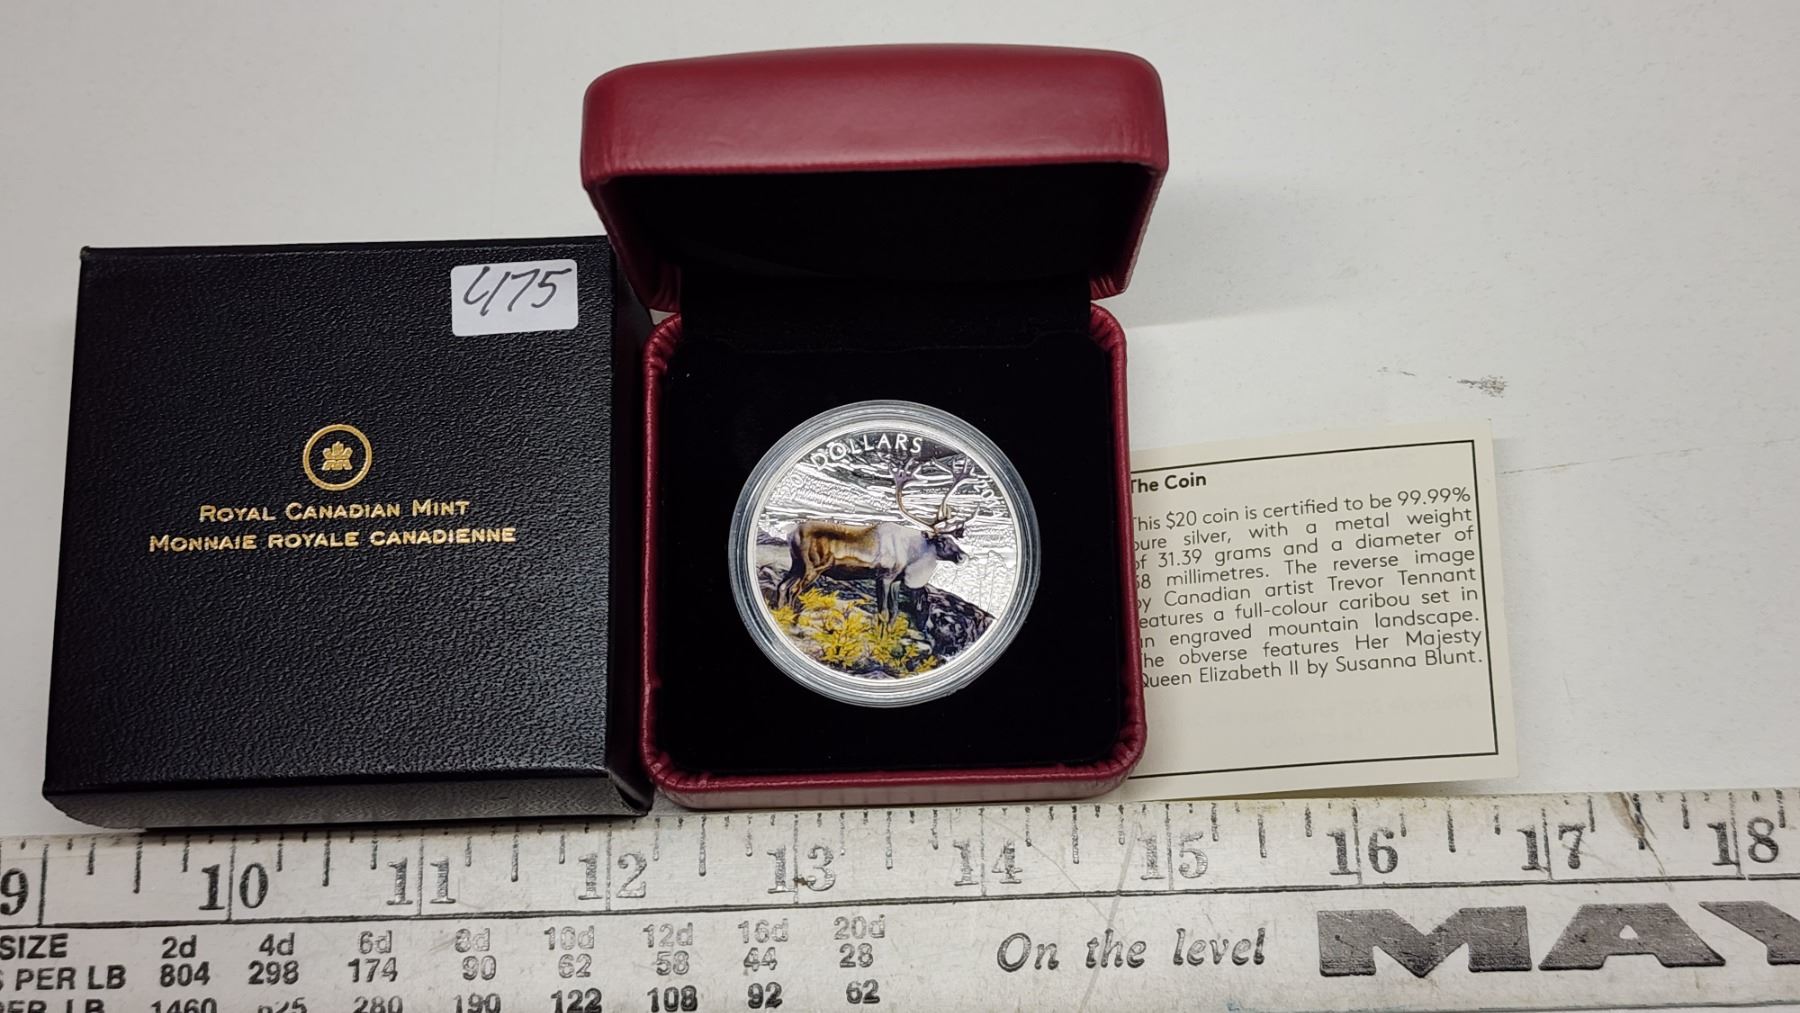 475
ROYAL CANADIAN MINT
MONNAIE ROYALE CANADIENNE
DOLLARS
The Coin
This $20 coin is certified to be 99.99%
pure silver, with a metal weight
of 31.39 grams and a diameter of
38 millimetres. The reverse image
by Canadian artist Trevor Tennant
features a full-colour caribou set in
an engraved mountain landscape.
The obverse features Her Majesty
Queen Elizabeth II by Susanna Blunt.
9 10 11 12 13 14 15 16 17 18
SIZE 2d 4d 6d 8d 10d 12d 16d 20d
PER LB 804 298 174 90 62 58 44 28
LB 1460 280 190 122 108 92 62
On the level
MAY